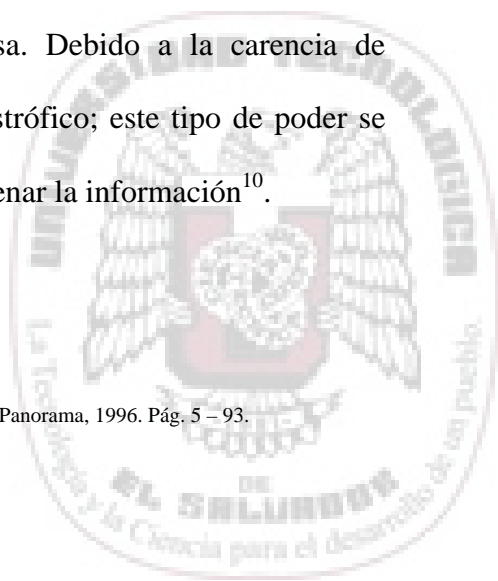 sa. Debido a la carencia de
strófico; este tipo de poder se
enar la información10.
Panorama, 1996. Pág. 5 – 93.
UNIVERSIDAD TECNOLOGICA
DE
EL SALVADOR
La Tecnología y la Ciencia para el desarrollo de un pueblo.